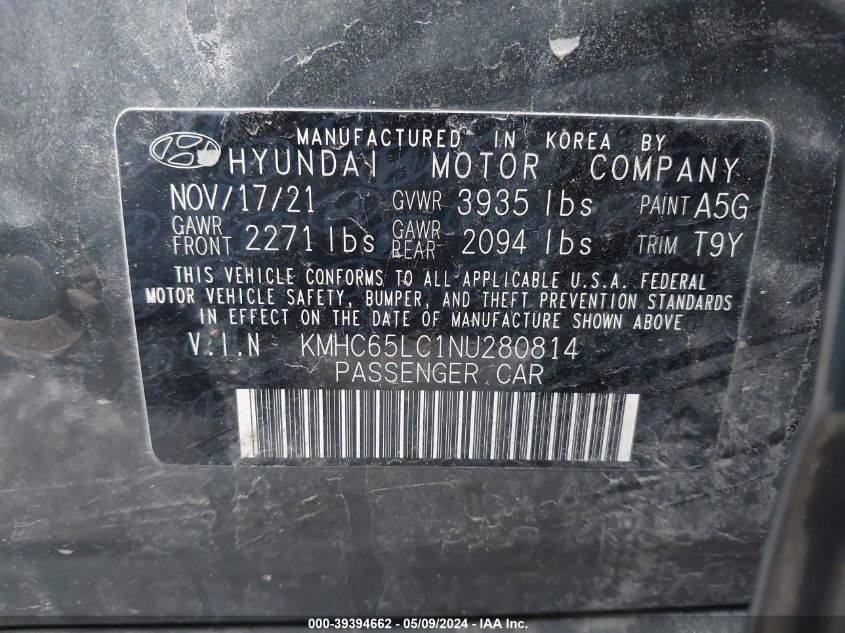 MANUFACTURED IN KOREA BY
HYUNDAI MOTOR COMPANY
NOV/17/21 GVWR 3935 lbs PAINT A5G
GAWR FRONT 2271 lbs GAWR REAR 2094 lbs TRIM T9Y
THIS VEHICLE CONFORMS TO ALL APPLICABLE U.S.A. FEDERAL
MOTOR VEHICLE SAFETY, BUMPER, AND THEFT PREVENTION STANDARDS
IN EFFECT ON THE DATE OF MANUFACTURE SHOWN ABOVE
V.I.N KMHC65LC1NU280814
PASSENGER CAR
000-39394662 - 05/09/2024 - IAA Inc.